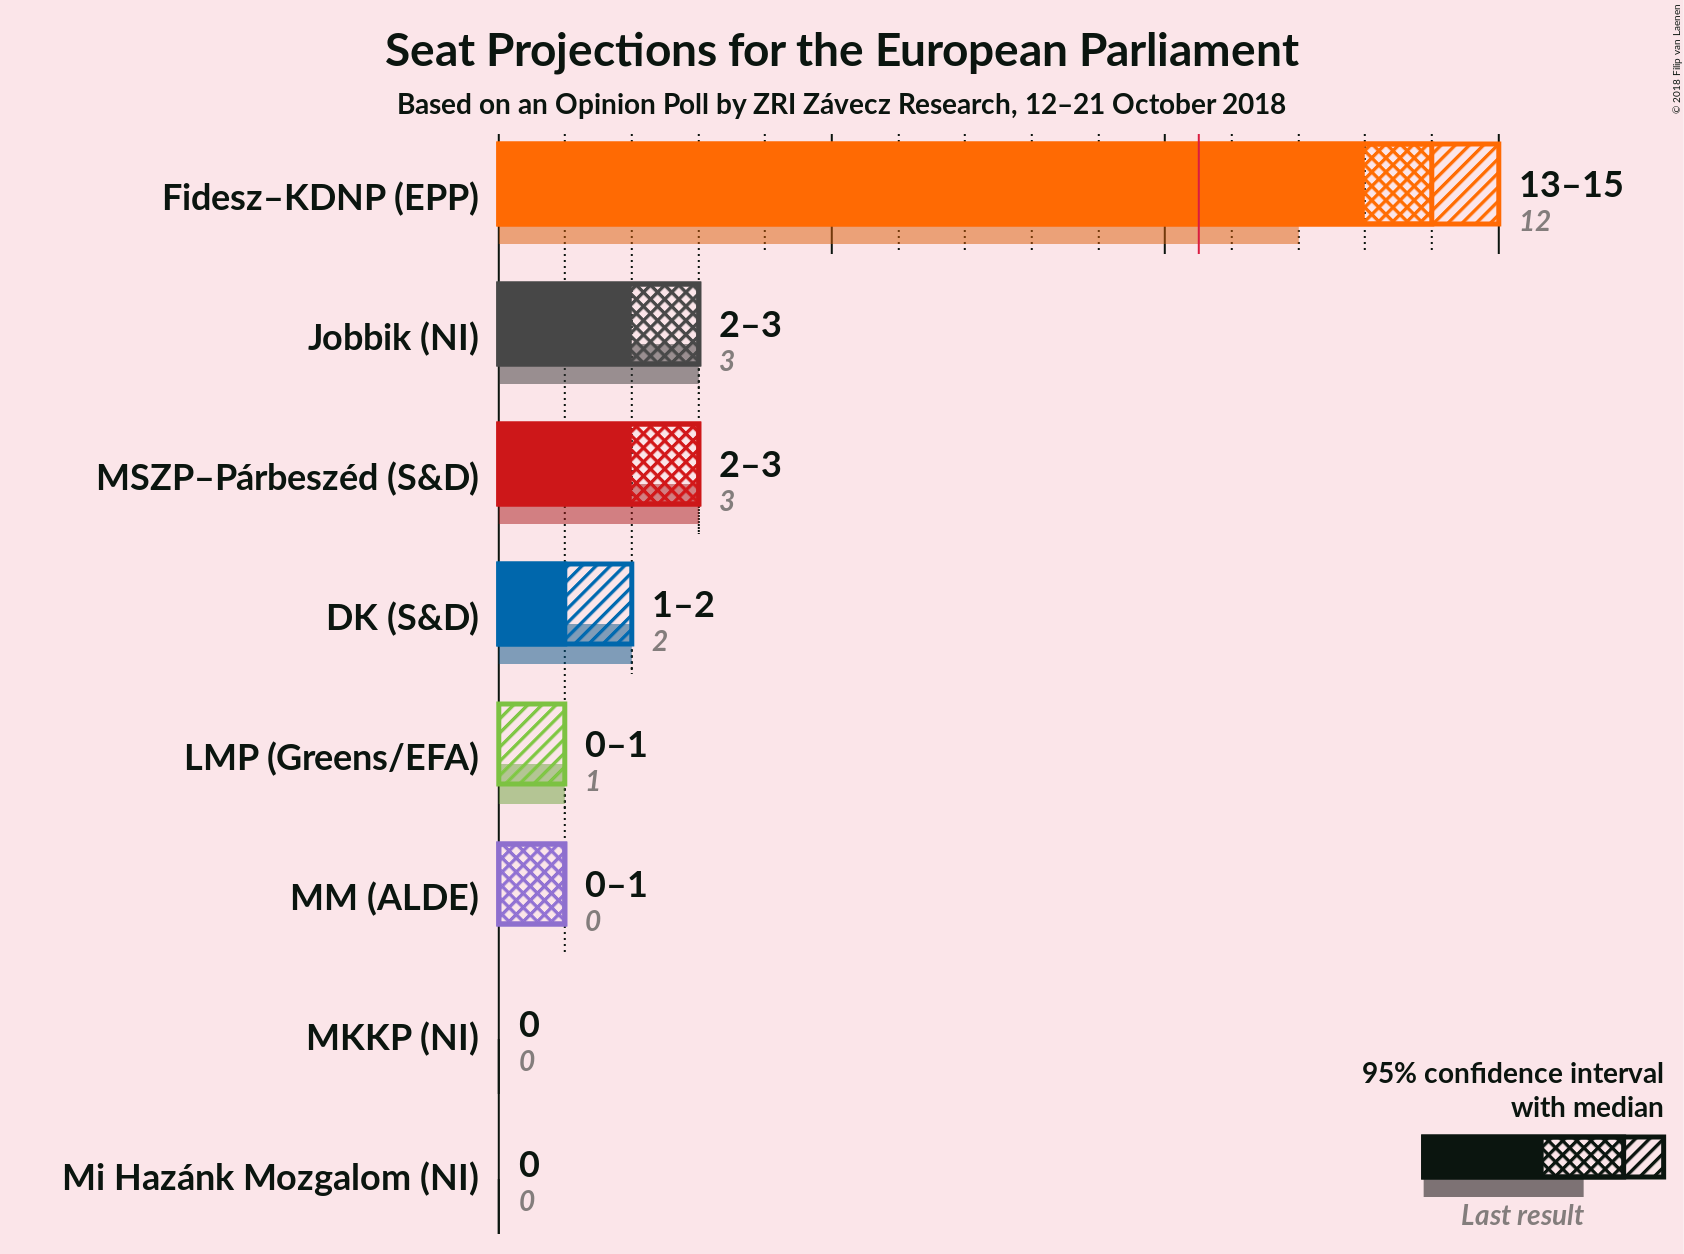 Seat Projections for the European Parliament
Based on an Opinion Poll by ZRI Závecz Research, 12–21 October 2018
© 2018 Filip van Laenen
Fidesz–KDNP (EPP)
13–15
12
Jobbik (NI)
2–3
3
MSZP–Párbeszéd (S&D)
2–3
3
DK (S&D)
1–2
2
LMP (Greens/EFA)
0–1
1
MM (ALDE)
0–1
0
MKKP (NI)
0
0
Mi Hazánk Mozgalom (NI)
0
0
95% confidence interval
with median
Last result